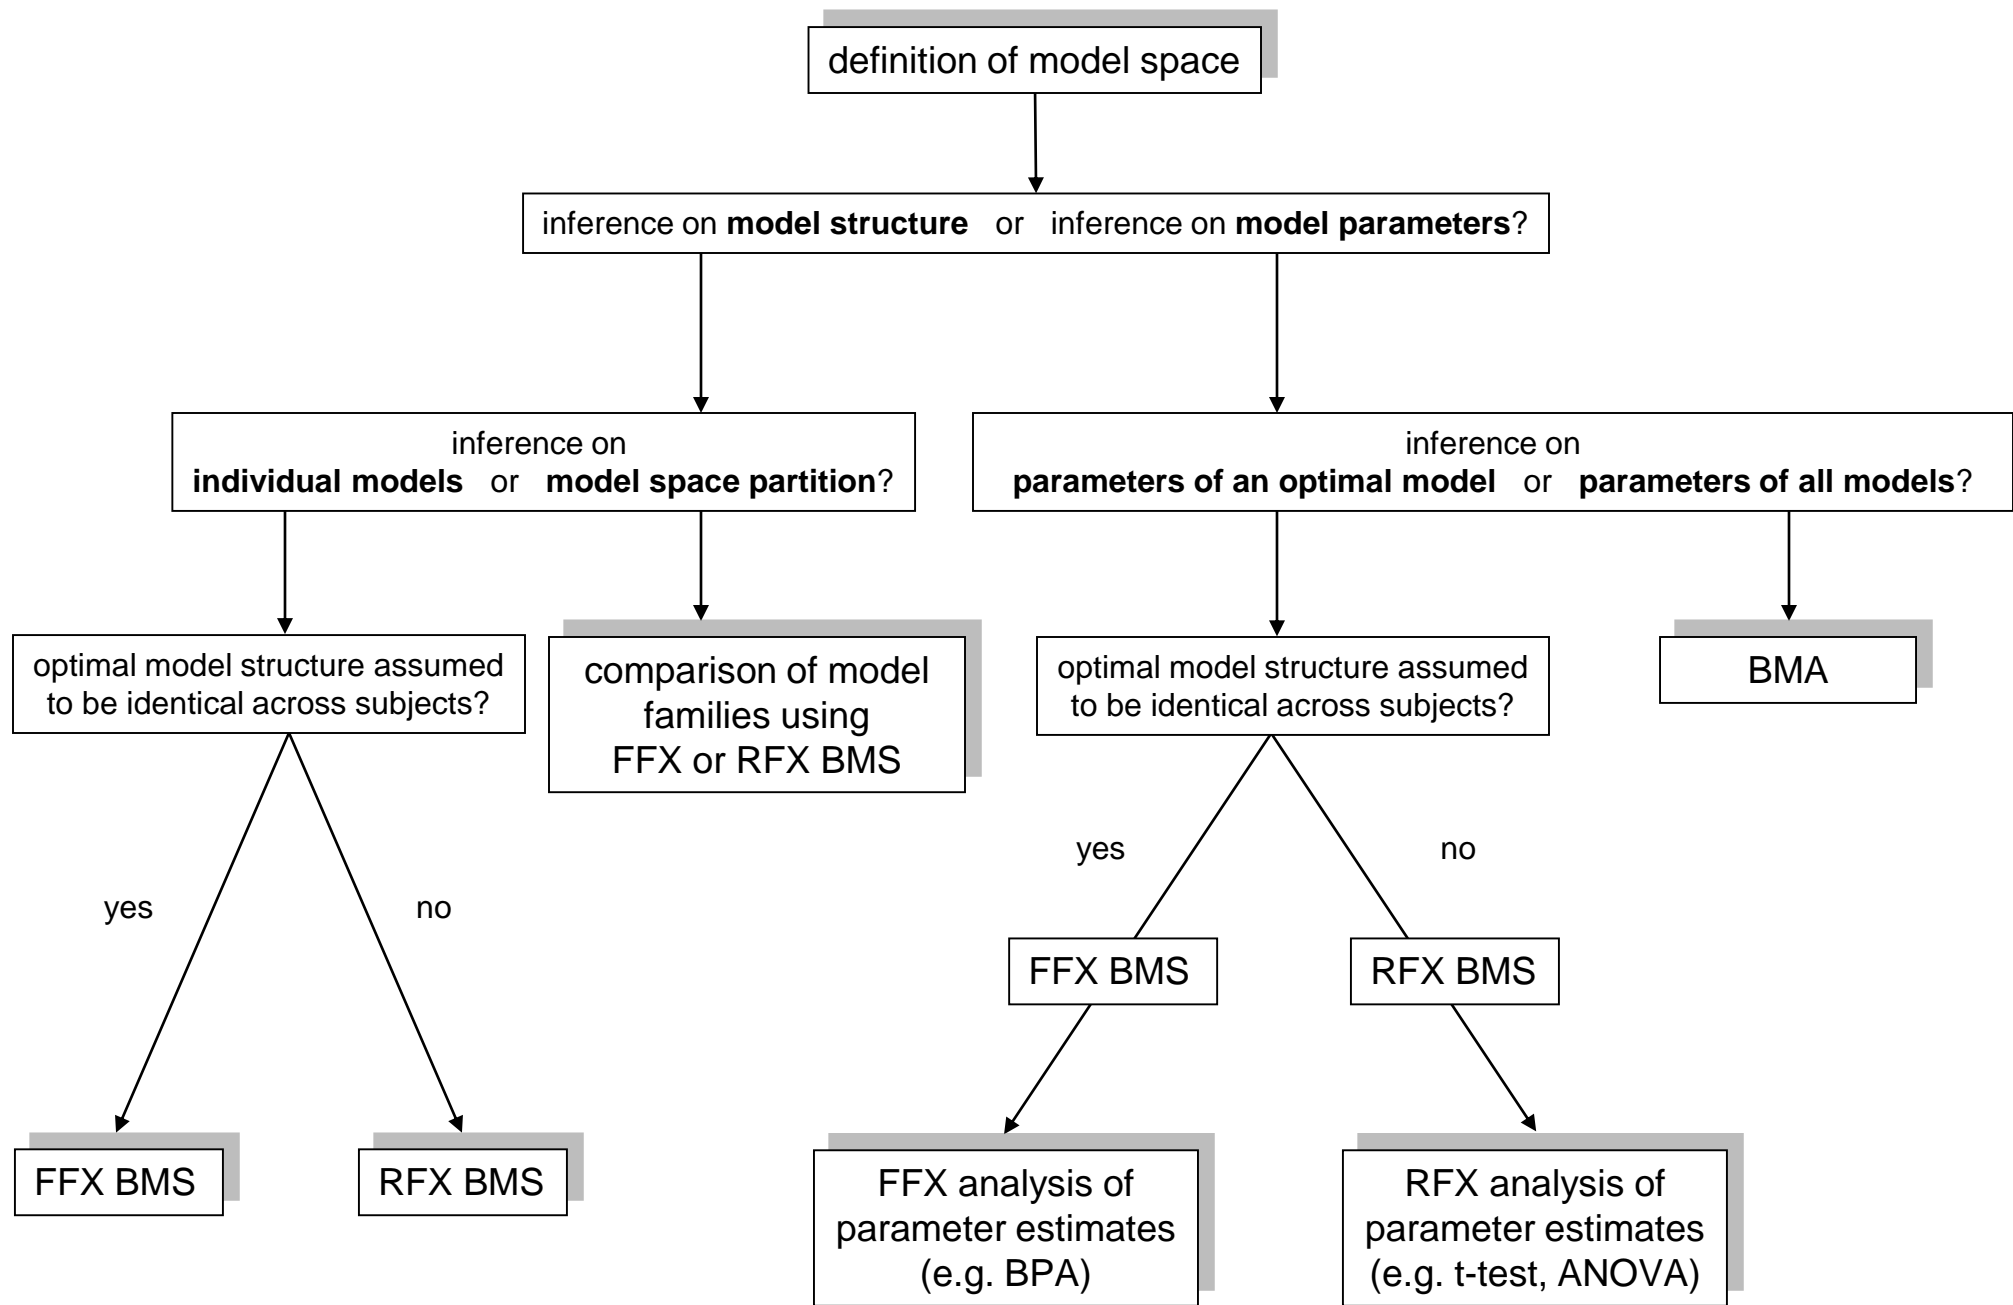 definition of model space
inference on model structure or inference on model parameters?
inference on
individual models or model space partition?
inference on
parameters of an optimal model or parameters of all models?
optimal model structure assumed
to be identical across subjects?
comparison of model
families using
FFX or RFX BMS
optimal model structure assumed
to be identical across subjects?
BMA
yes
no
yes
no
FFX BMS
RFX BMS
FFX BMS
RFX BMS
FFX analysis of
parameter estimates
(e.g. BPA)
RFX analysis of
parameter estimates
(e.g. t-test, ANOVA)